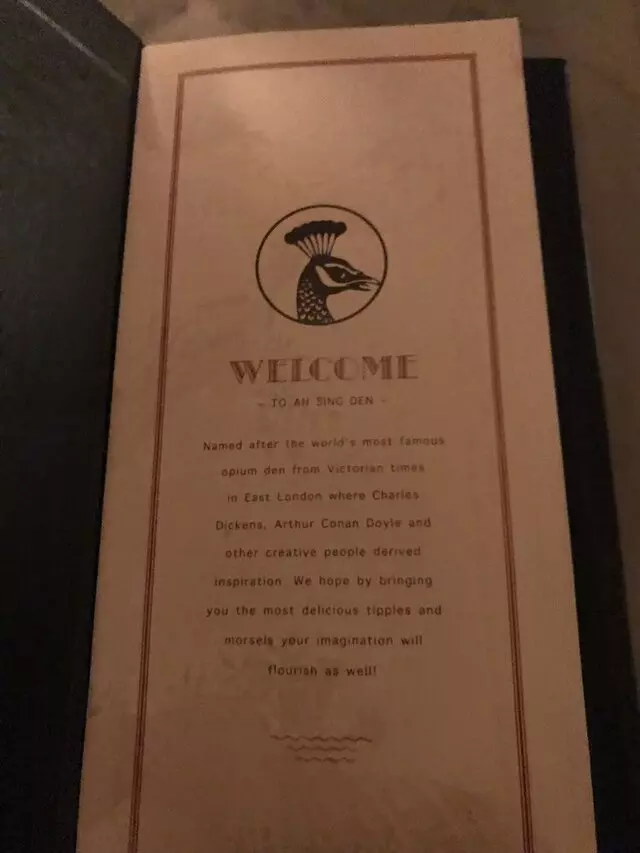 WELCOME
- TO AH SING DEN -
Named after the world's most famous
opium den from Victorian times
in East London where Charles
Dickens, Arthur Conan Doyle and
other creative people derived
inspiration. We hope by bringing
you the most delicious tipples and
morsels your imagination will
flourish as well!